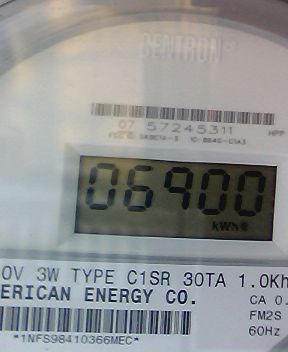 CENTRON
07 57245311
HPP
06900
kWh
0V 3W TYPE C1SR 30TA 1.0Kh
ERICAN ENERGY CO.
CA 0.
FM2S
60Hz
*1NFS98410366MEC*